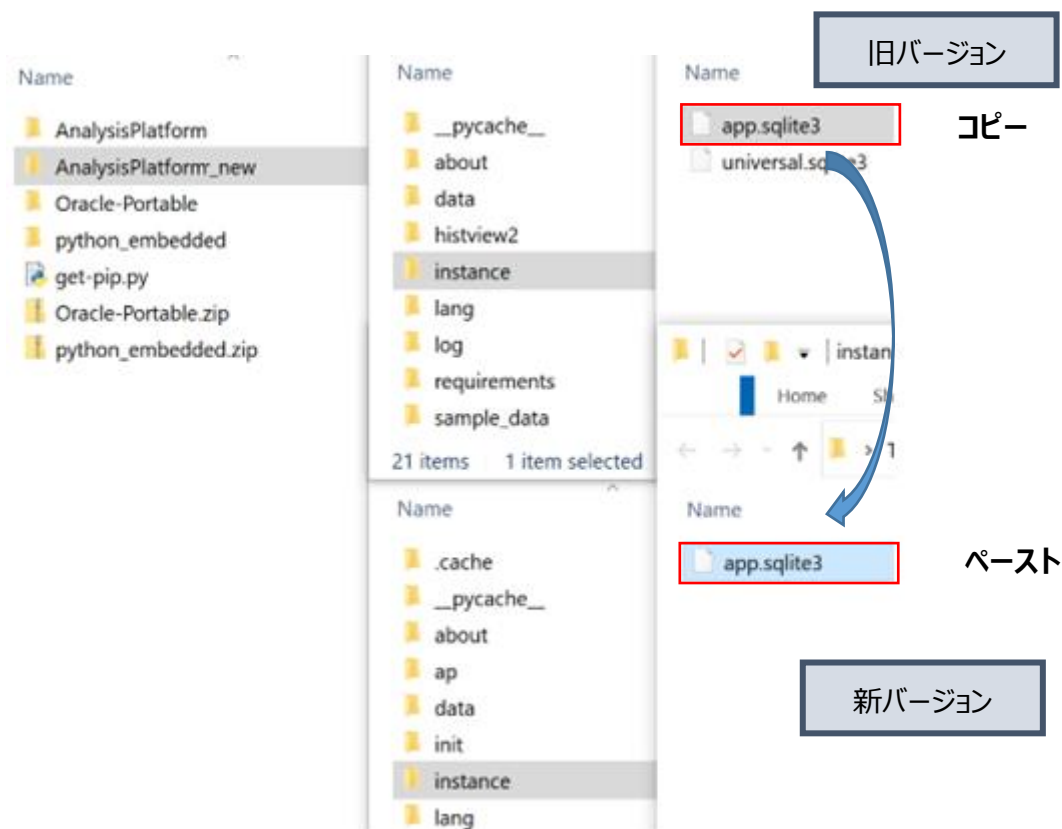 旧バージョン
Name
AnalysisPlatform
AnalysisPlatformr_new
Oracle-Portable
python_embedded
get-pip.py
Oracle-Portable.zip
python_embedded.zip
Name
__pycache__
about
data
histview2
instance
lang
log
requirements
sample_data
21 items 1 item selected
Name
app.sqlite3
コピー
instan
Home
Name
.cache
__pycache__
about
ap
data
init
instance
lang
Name
app.sqlite3
ペースト
新バージョン